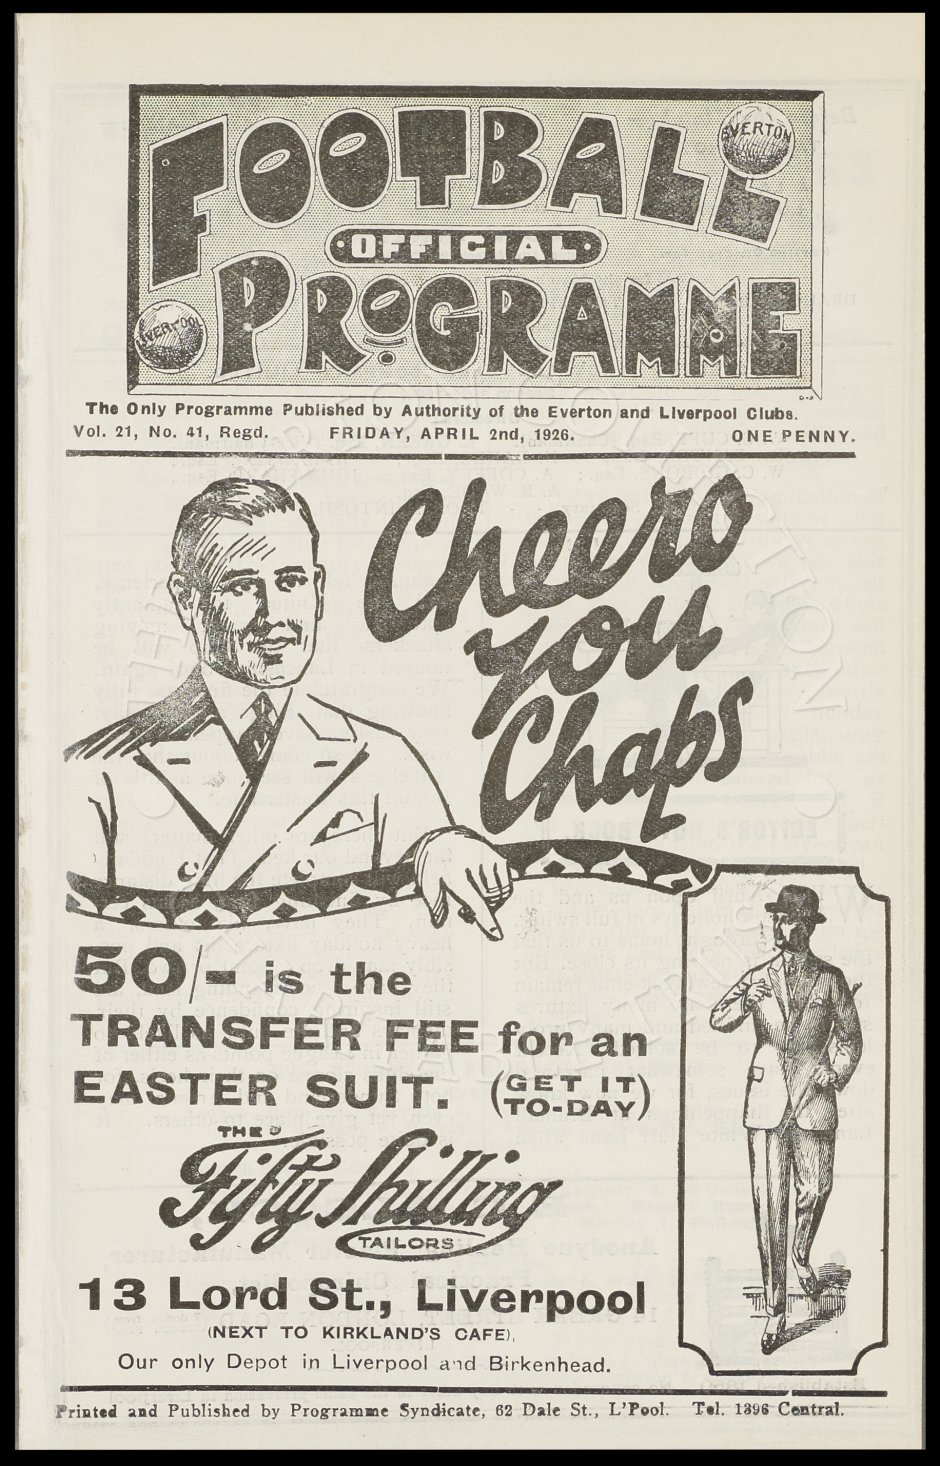 FOOTBALL
EVERTON
OFFICIAL
LIVERPOOL
PROGRAMME
The Only Programme Published by Authority of the Everton and Liverpool Clubs.
Vol. 21, No. 41, Regd. FRIDAY, APRIL 2nd, 1926. ONE PENNY.
Cheero
you
Chaps
50/- is the
TRANSFER FEE for an
EASTER SUIT. (GET IT TO-DAY)
THE
Fifty Shilling
TAILORS
13 Lord St., Liverpool
(NEXT TO KIRKLAND'S CAFE),
Our only Depot in Liverpool and Birkenhead.
Printed and Published by Programme Syndicate, 62 Dale St., L'Pool. Tel. 1896 Central.